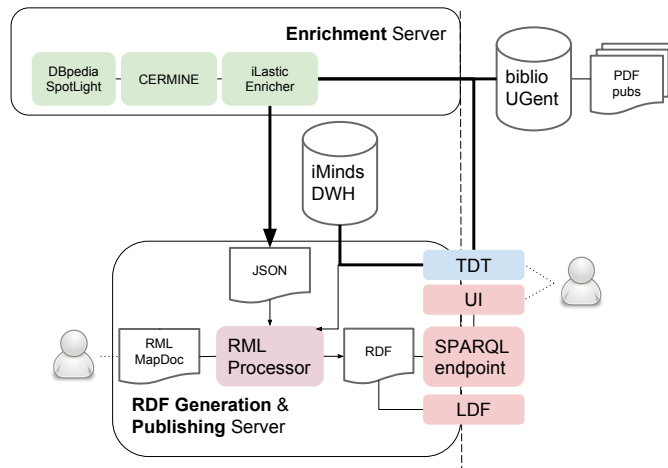 Enrichment Server
DBpedia
SpotLight
CERMINE
iLastic
Enricher
biblio
UGent
PDF
pubs
iMinds
DWH
JSON
TDT
UI
RML
MapDoc
RML
Processor
RDF
SPARQL
endpoint
LDF
RDF Generation &
Publishing Server